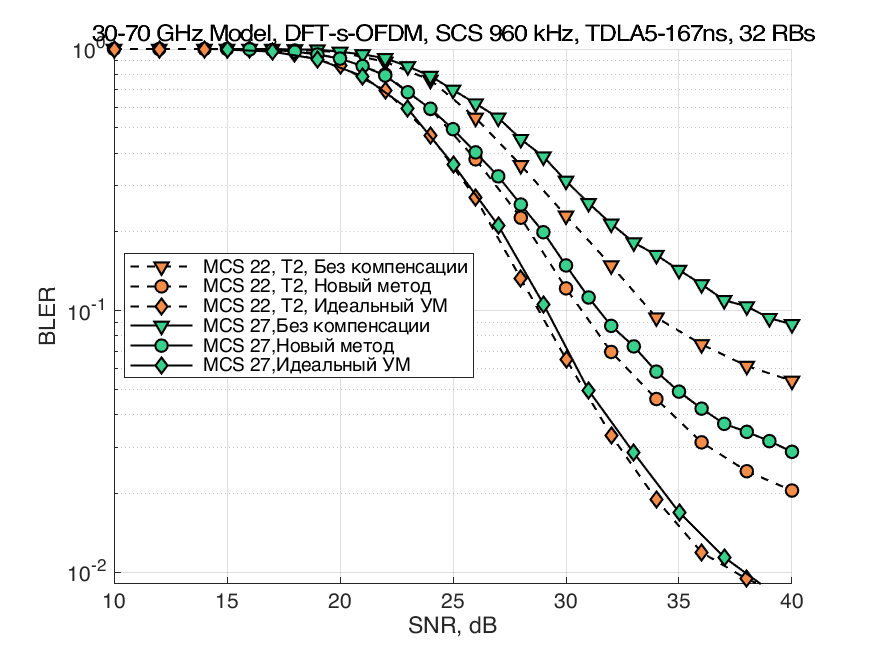 30-70 GHz Model, DFT-s-OFDM, SCS 960 kHz, TDLA5-167ns, 32 RBs
10^0
MCS 22, T2, Без компенсации
MCS 22, T2, Новый метод
MCS 22, T2, Идеальный УМ
MCS 27,Без компенсации
MCS 27,Новый метод
MCS 27,Идеальный УМ
BLER
10^-1
10^-2
10 15 20 25 30 35 40
SNR, dB